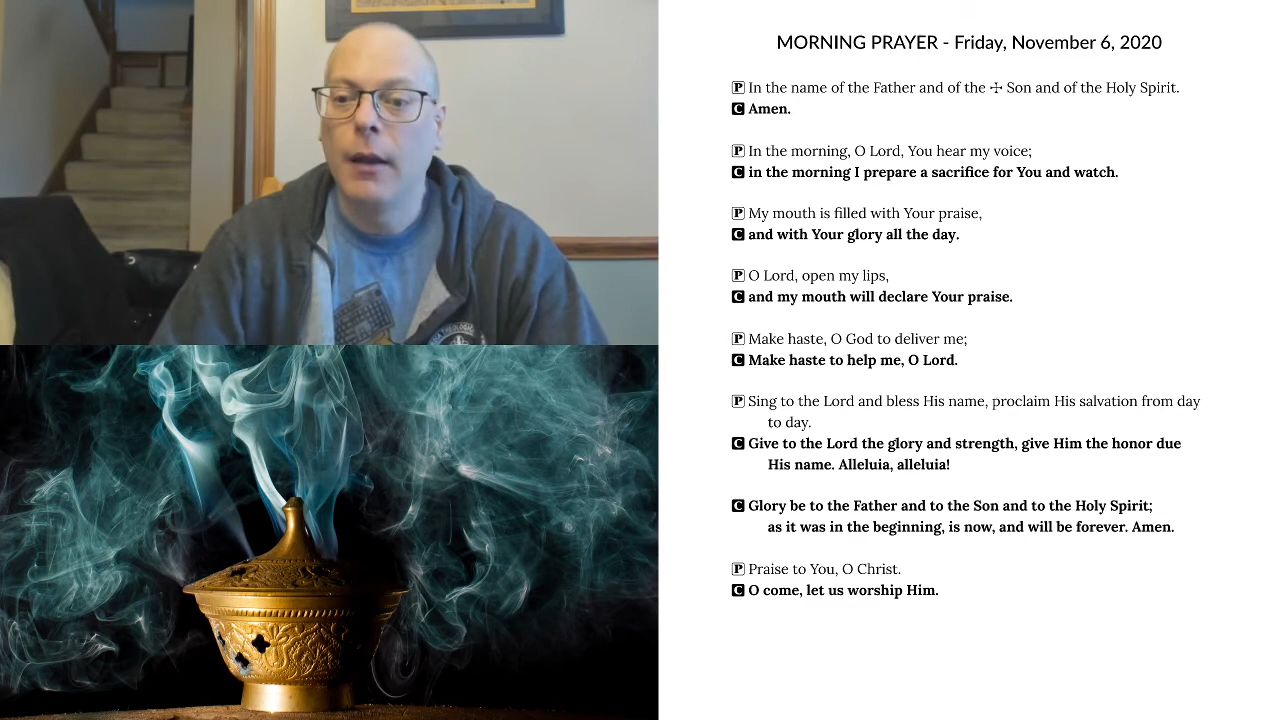 MORNING PRAYER - Friday, November 6, 2020
P In the name of the Father and of the ☩ Son and of the Holy Spirit.
C Amen.
P In the morning, O Lord, You hear my voice;
C in the morning I prepare a sacrifice for You and watch.
P My mouth is filled with Your praise,
C and with Your glory all the day.
P O Lord, open my lips,
C and my mouth will declare Your praise.
P Make haste, O God to deliver me;
C Make haste to help me, O Lord.
P Sing to the Lord and bless His name, proclaim His salvation from day
to day.
C Give to the Lord the glory and strength, give Him the honor due
His name. Alleluia, alleluia!
C Glory be to the Father and to the Son and to the Holy Spirit;
as it was in the beginning, is now, and will be forever. Amen.
P Praise to You, O Christ.
C O come, let us worship Him.